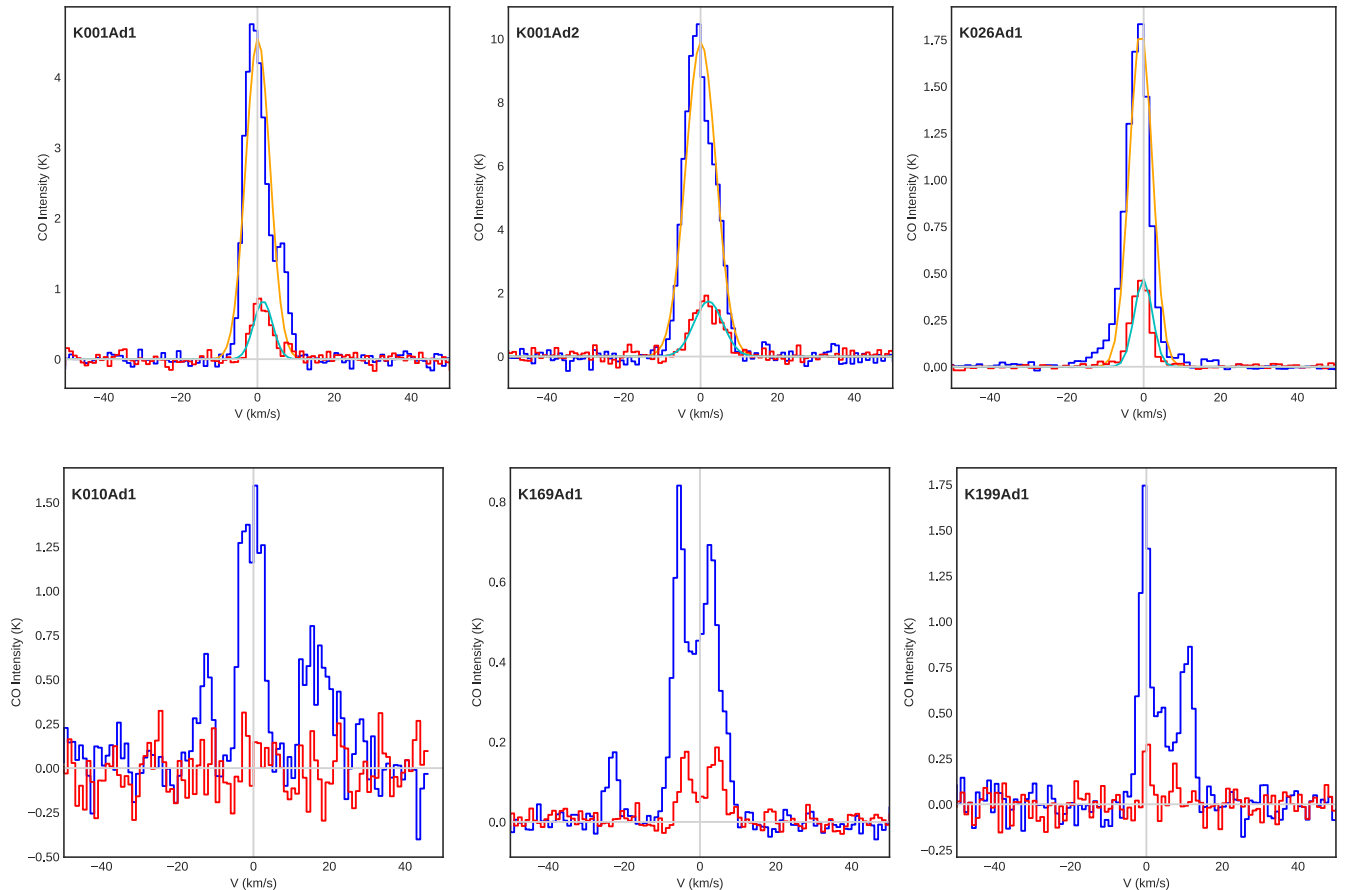 K001Ad1
CO Intensity (K)
4
3
2
1
0
−40 −20 0 20 40
V (km/s)
K001Ad2
CO Intensity (K)
10
8
6
4
2
0
−40 −20 0 20 40
V (km/s)
K026Ad1
CO Intensity (K)
1.75
1.50
1.25
1.00
0.75
0.50
0.25
0.00
−40 −20 0 20 40
V (km/s)
K010Ad1
CO Intensity (K)
1.50
1.25
1.00
0.75
0.50
0.25
0.00
−0.25
−0.50
−40 −20 0 20 40
V (km/s)
K169Ad1
CO Intensity (K)
0.8
0.6
0.4
0.2
0.0
−40 −20 0 20 40
V (km/s)
K199Ad1
CO Intensity (K)
1.75
1.50
1.25
1.00
0.75
0.50
0.25
0.00
−0.25
−40 −20 0 20 40
V (km/s)